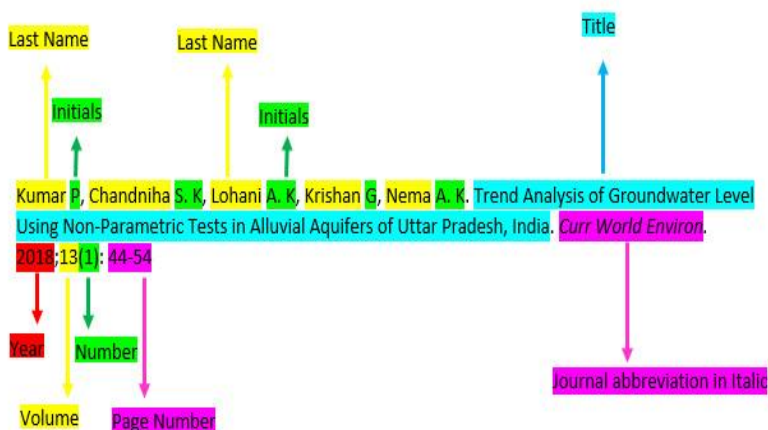 Last Name
Last Name
Title
Initials
Initials
Kumar P, Chandniha S. K, Lohani A. K, Krishan G, Nema A. K. Trend Analysis of Groundwater Level
Using Non-Parametric Tests in Alluvial Aquifers of Uttar Pradesh, India. Curr World Environ.
2018;13(1): 44-54
Year
Number
Journal abbreviation in Italic
Volume
Page Number